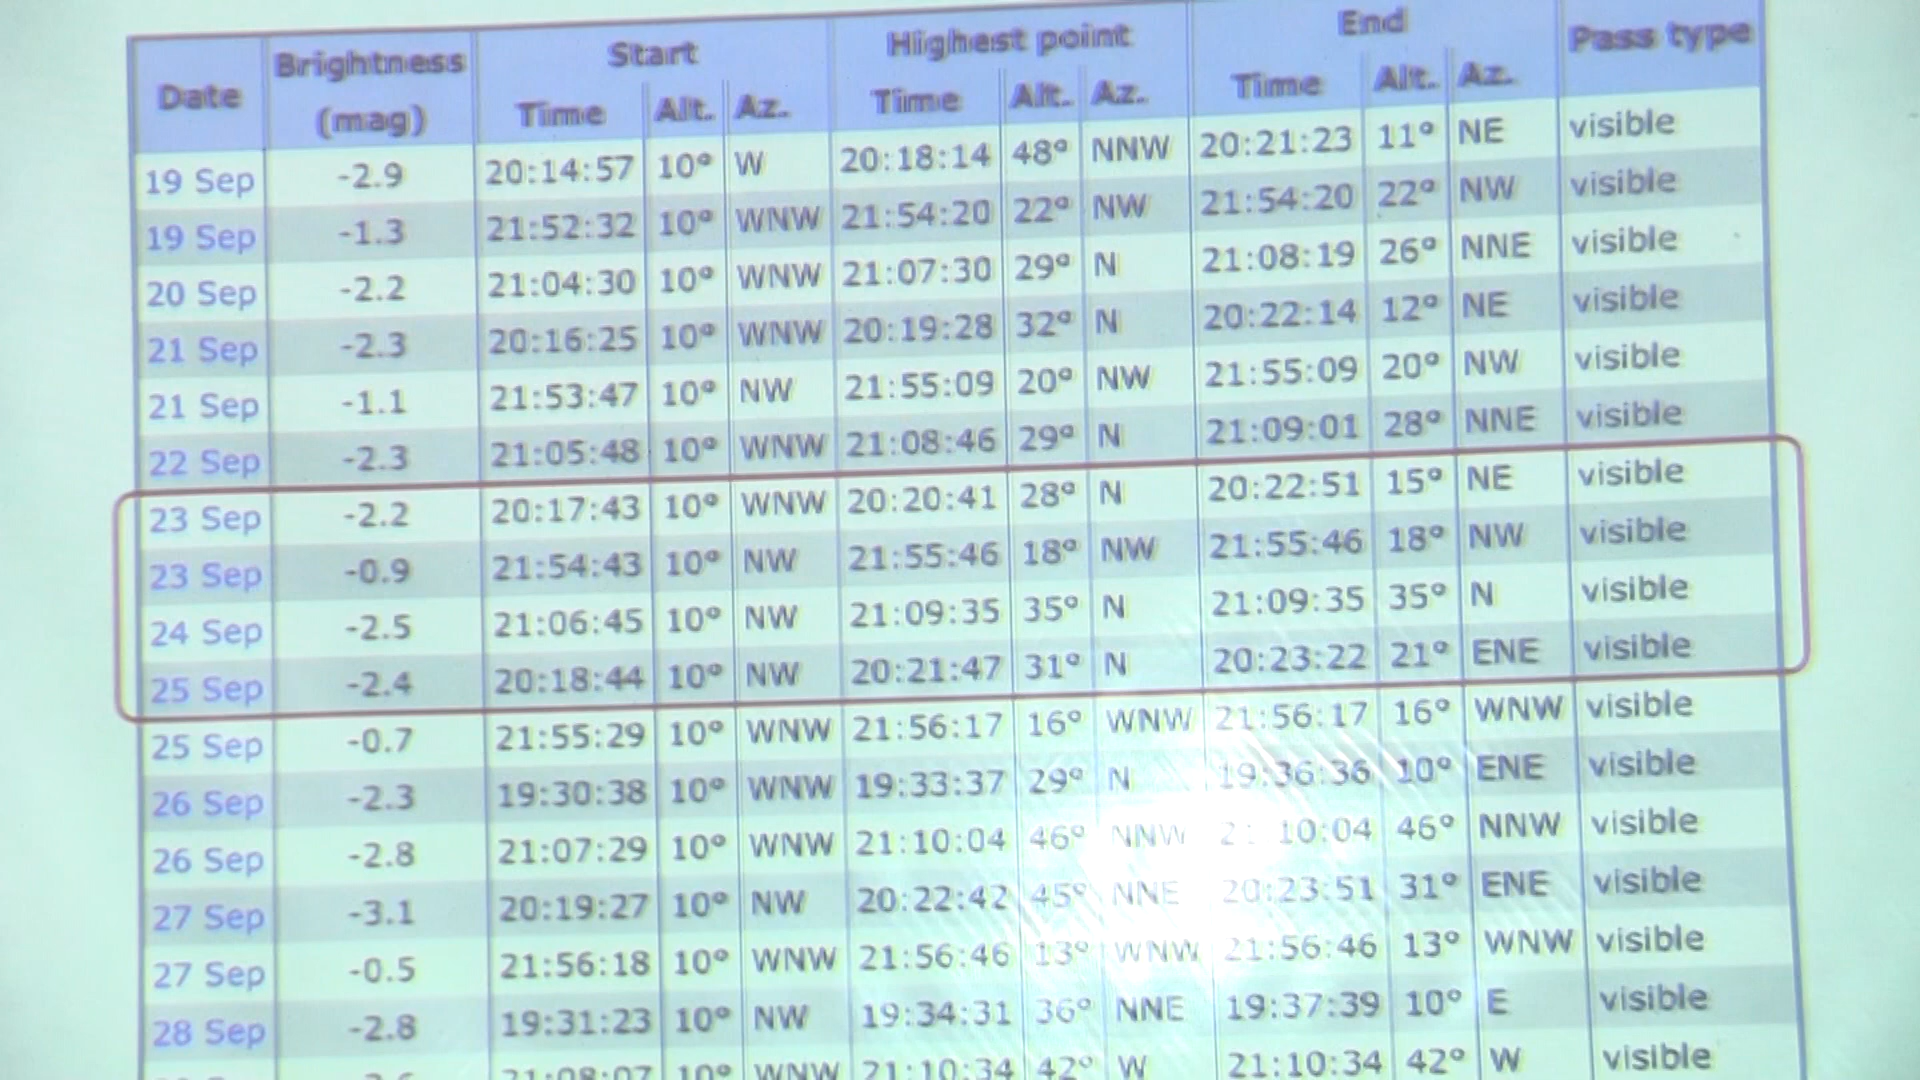 Date Brightness (mag) Start Highest point End Pass type
Time Alt. Az. Time Alt. Az. Time Alt. Az.
19 Sep -2.9 20:14:57 10° W 20:18:14 48° NNW 20:21:23 11° NE visible
19 Sep -1.3 21:52:32 10° WNW 21:54:20 22° NW 21:54:20 22° NW visible
20 Sep -2.2 21:04:30 10° WNW 21:07:30 29° N 21:08:19 26° NNE visible
21 Sep -2.3 20:16:25 10° WNW 20:19:28 32° N 20:22:14 12° NE visible
21 Sep -1.1 21:53:47 10° NW 21:55:09 20° NW 21:55:09 20° NW visible
22 Sep -2.3 21:05:48 10° WNW 21:08:46 29° N 21:09:01 28° NNE visible
23 Sep -2.2 20:17:43 10° WNW 20:20:41 28° N 20:22:51 15° NE visible
23 Sep -0.9 21:54:43 10° NW 21:55:46 18° NW 21:55:46 18° NW visible
24 Sep -2.5 21:06:45 10° NW 21:09:35 35° N 21:09:35 35° N visible
25 Sep -2.4 20:18:44 10° NW 20:21:47 31° N 20:23:22 21° ENE visible
25 Sep -0.7 21:55:29 10° WNW 21:56:17 16° WNW 21:56:17 16° WNW visible
26 Sep -2.3 19:30:38 10° WNW 19:33:37 29° N 19:36:36 10° ENE visible
26 Sep -2.8 21:07:29 10° WNW 21:10:04 46° NNW 21:10:04 46° NNW visible
27 Sep -3.1 20:19:27 10° NW 20:22:42 45° NNE 20:23:51 31° ENE visible
27 Sep -0.5 21:56:18 10° WNW 21:56:46 13° WNW 21:56:46 13° WNW visible
28 Sep -2.8 19:31:23 10° NW 19:34:31 36° NNE 19:37:39 10° E visible
21:08:07 10° WNW 21:10:34 42° W 21:10:34 42° W visible